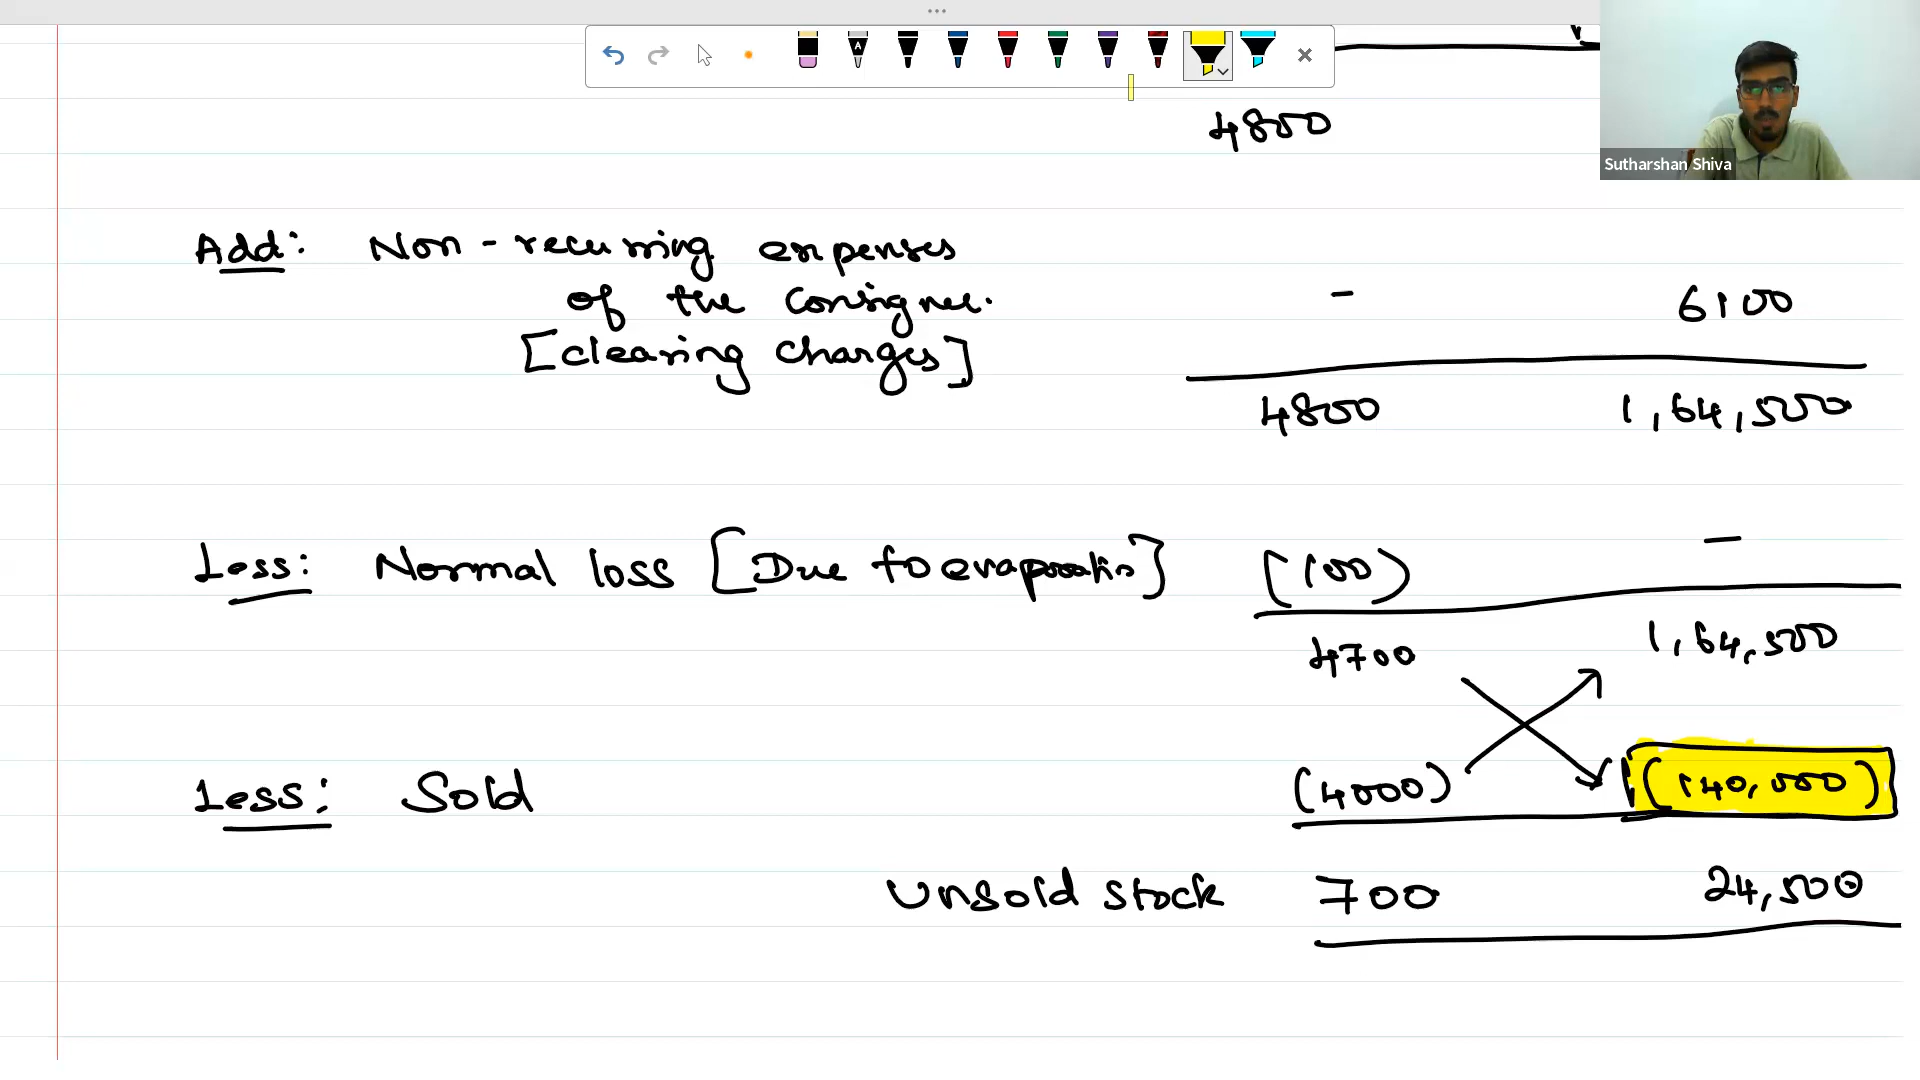 A
Sutharshan Shiva
4800
Add: Non-recurring expenses
of the Consignee. - 6100
[clearing charges]
4800 1,64,500
Less: Normal loss [Due to evaporation] (100) -
4700 1,64,500
Less: Sold (4000) (140,000)
Unsold stock 700 24,500